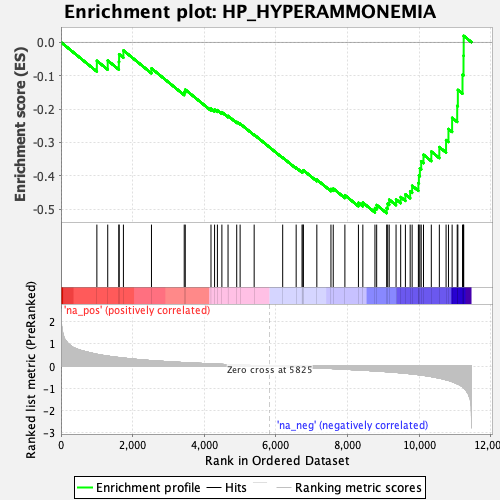 Enrichment plot: HP_HYPERAMMONEMIA
Enrichment score (ES)
0.0
-0.1
-0.2
-0.3
-0.4
-0.5
'na_pos' (positively correlated)
Ranked list metric (PreRanked)
2
1
0
-1
-2
-3
Zero cross at 5825
'na_neg' (negatively correlated)
0
2,000
4,000
6,000
8,000
10,000
12,000
Rank in Ordered Dataset
Enrichment profile
Hits
Ranking metric scores